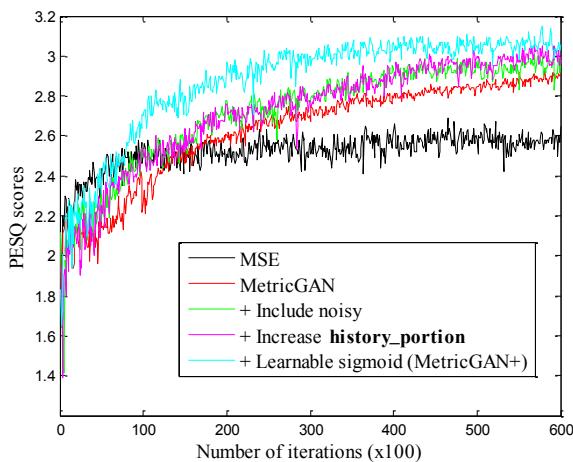 3.2
3
2.8
2.6
2.4
2.2
2
1.8
1.6
1.4
PESQ scores
MSE
MetricGAN
+ Include noisy
+ Increase history_portion
+ Learnable sigmoid (MetricGAN+)
0 100 200 300 400 500 600
Number of iterations (x100)